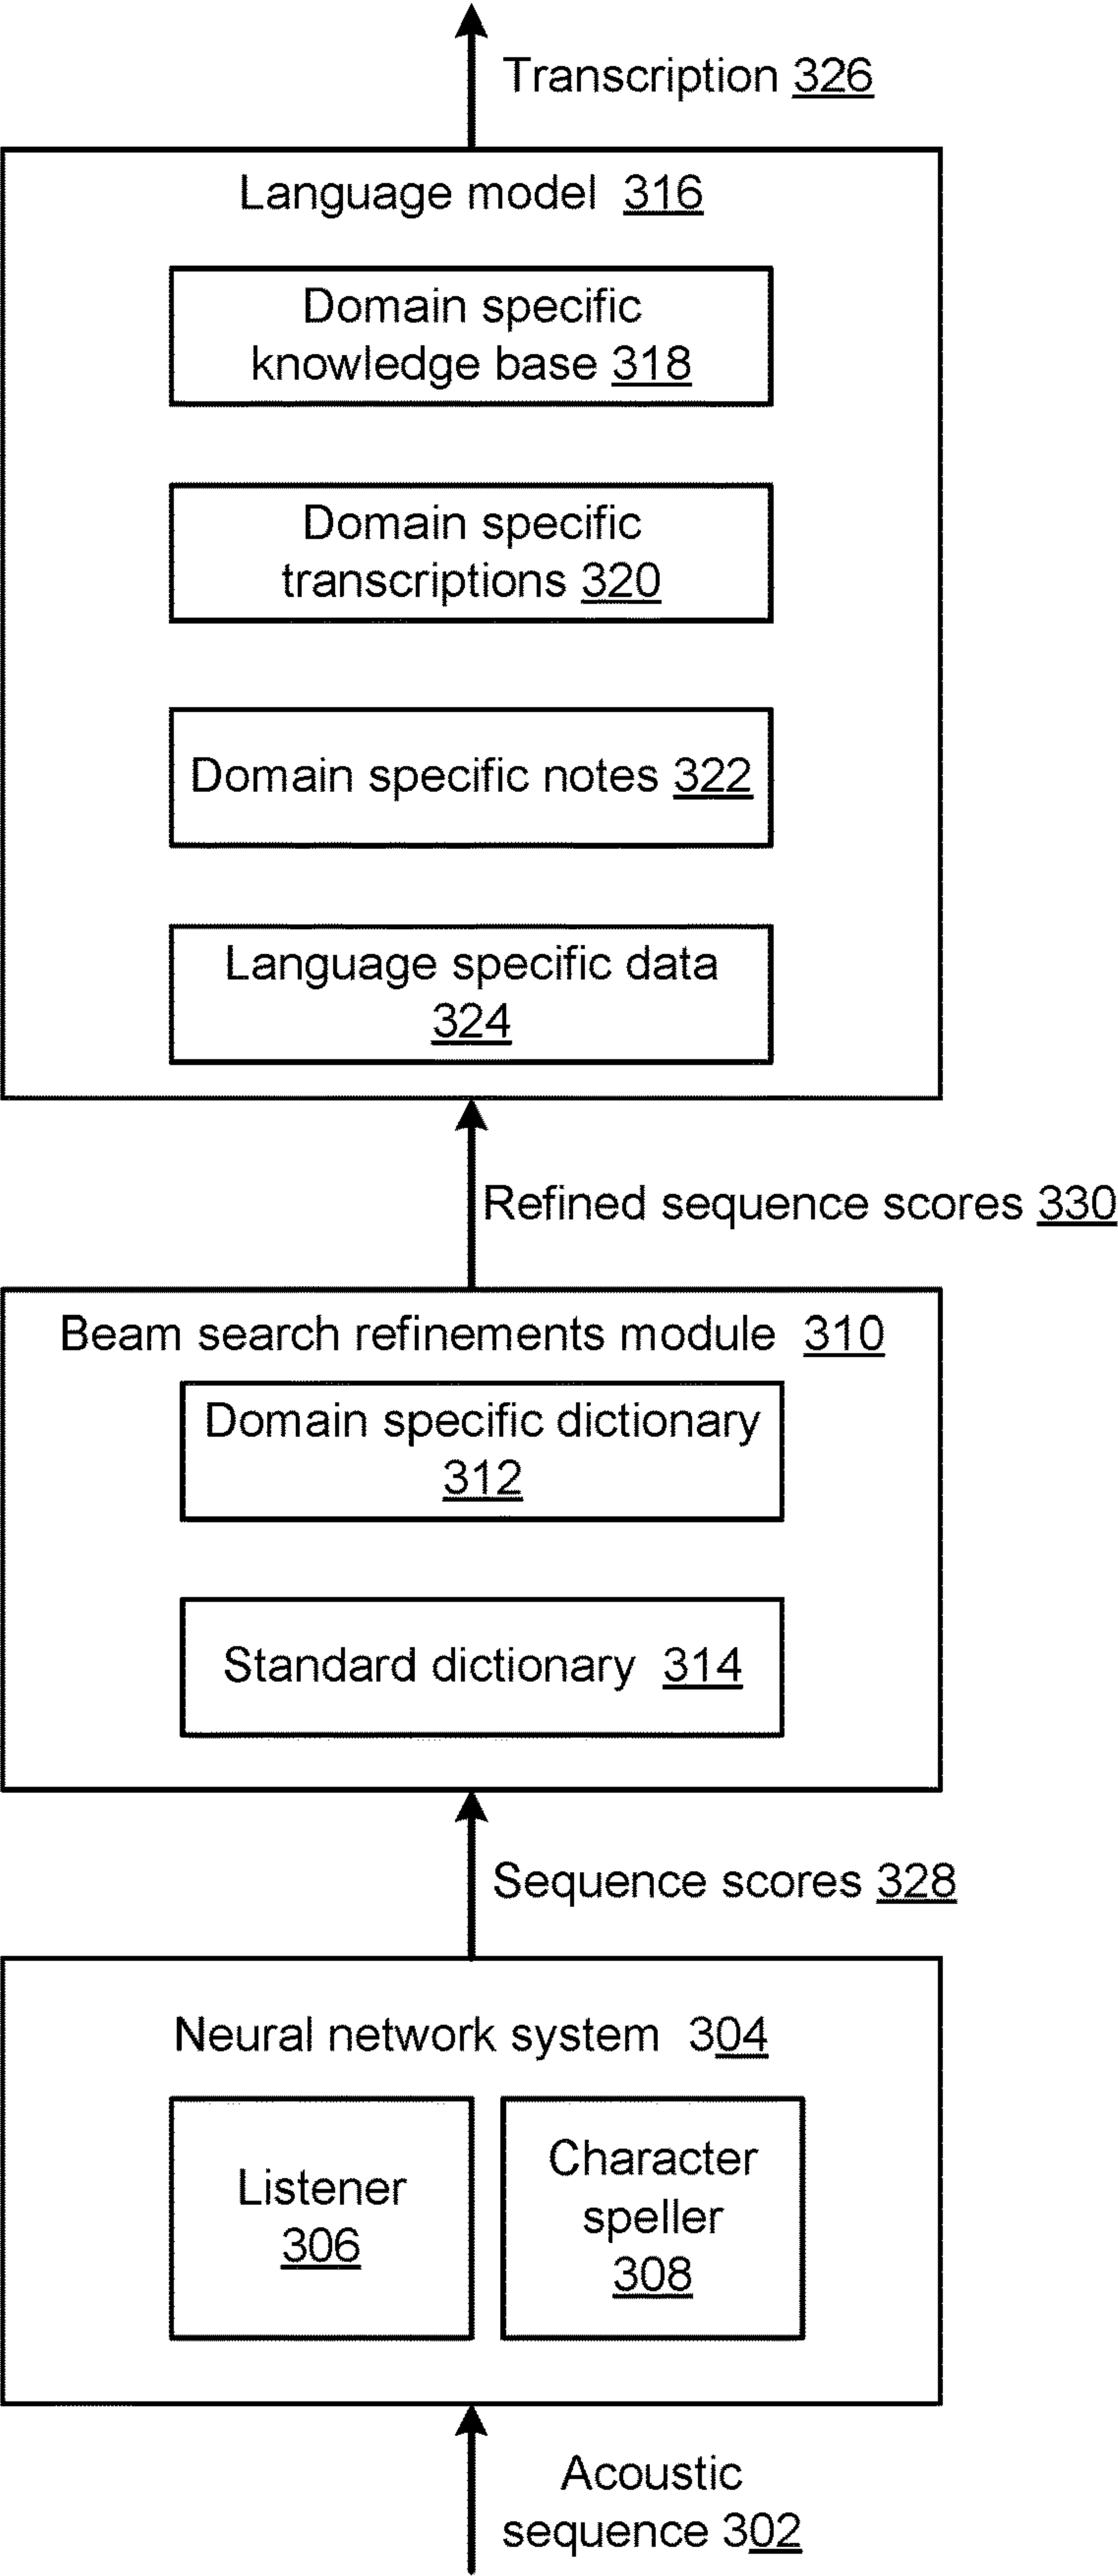 Transcription 326
Language model 316
Domain specific
knowledge base 318
Domain specific
transcriptions 320
Domain specific notes 322
Language specific data
324
Refined sequence scores 330
Beam search refinements module 310
Domain specific dictionary
312
Standard dictionary 314
Sequence scores 328
Neural network system 304
Listener
306
Character
speller
308
Acoustic
sequence 302